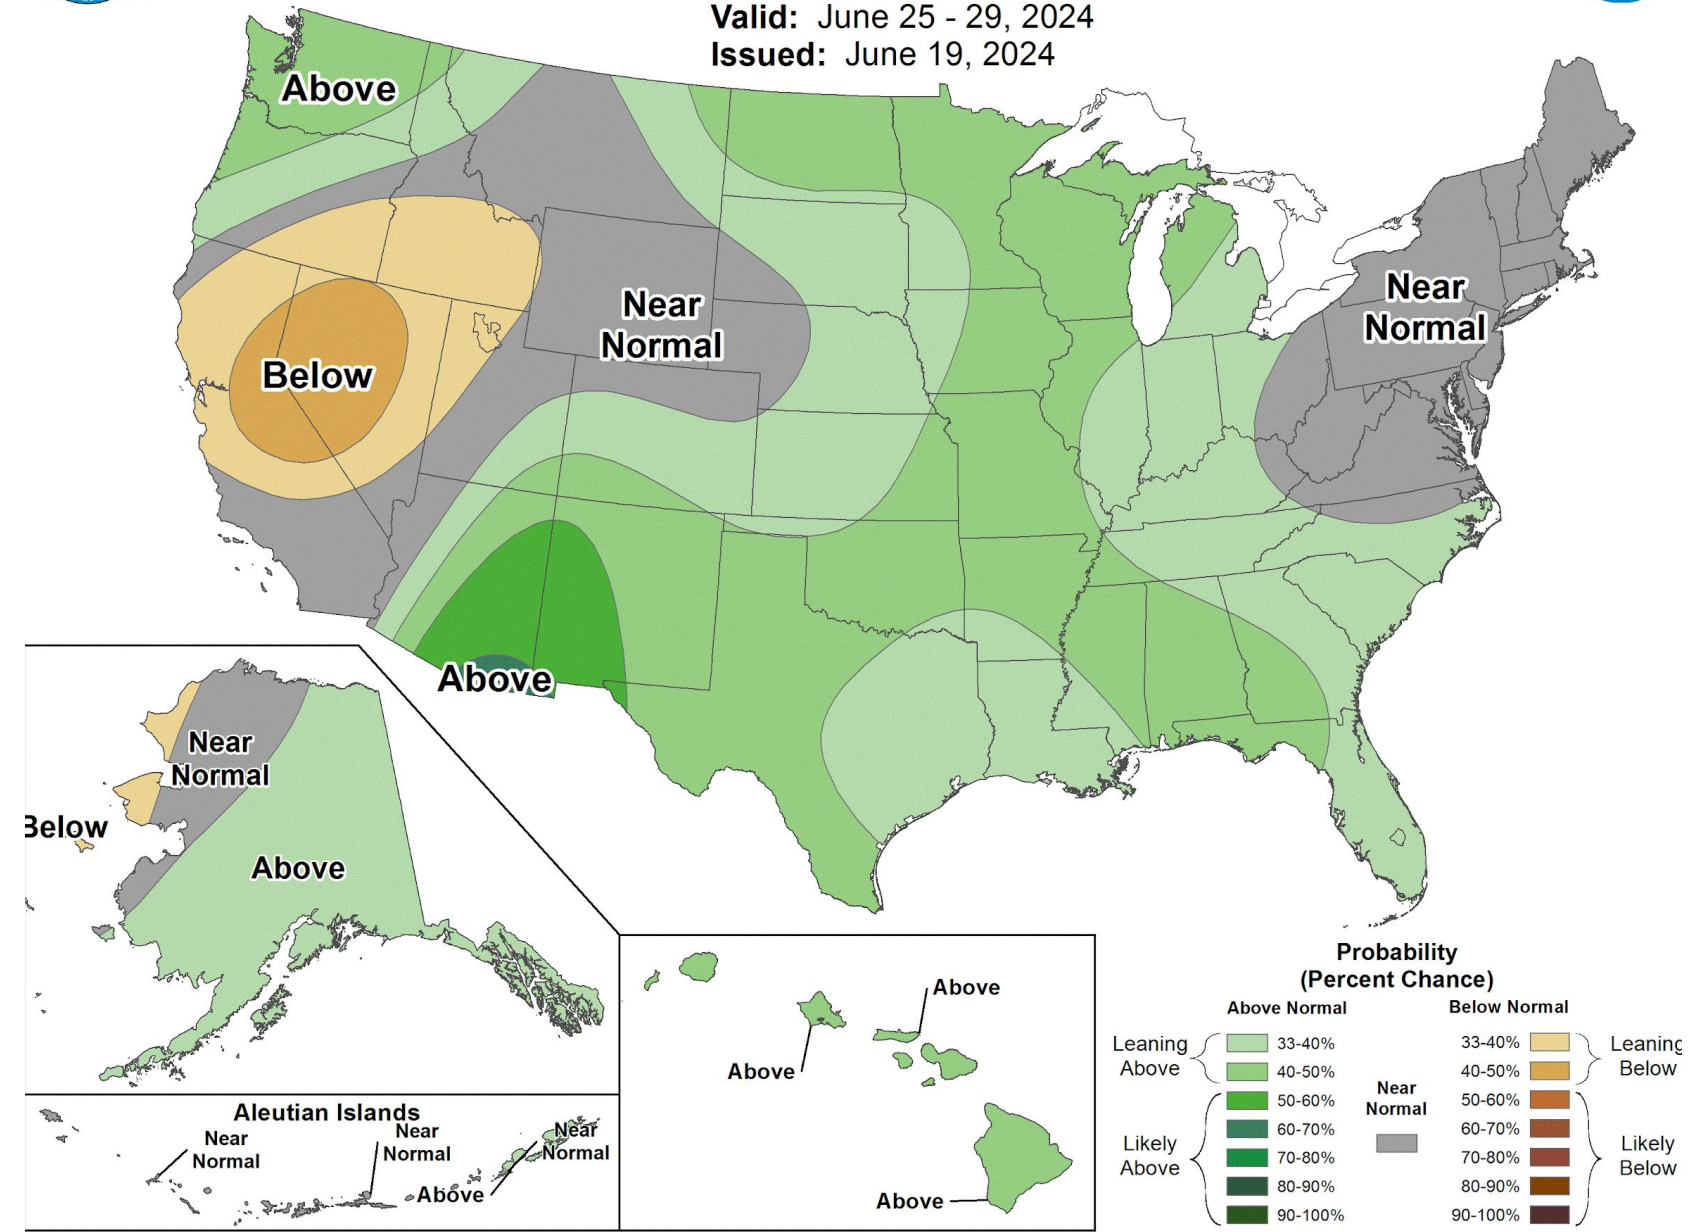 Valid: June 25 - 29, 2024
Issued: June 19, 2024
Above
Near
Normal
Near
Normal
Below
Above
Near
Normal
Below
Above
Aleutian Islands
Near
Normal
Near
Normal
Near
Normal
Above
Above
Above
Above
Probability
(Percent Chance)
Above Normal
Below Normal
Leaning
Above
33-40%
40-50%
50-60%
60-70%
70-80%
80-90%
90-100%
Likely
Above
Near
Normal
33-40%
40-50%
50-60%
60-70%
70-80%
80-90%
90-100%
Leaning
Below
Likely
Below